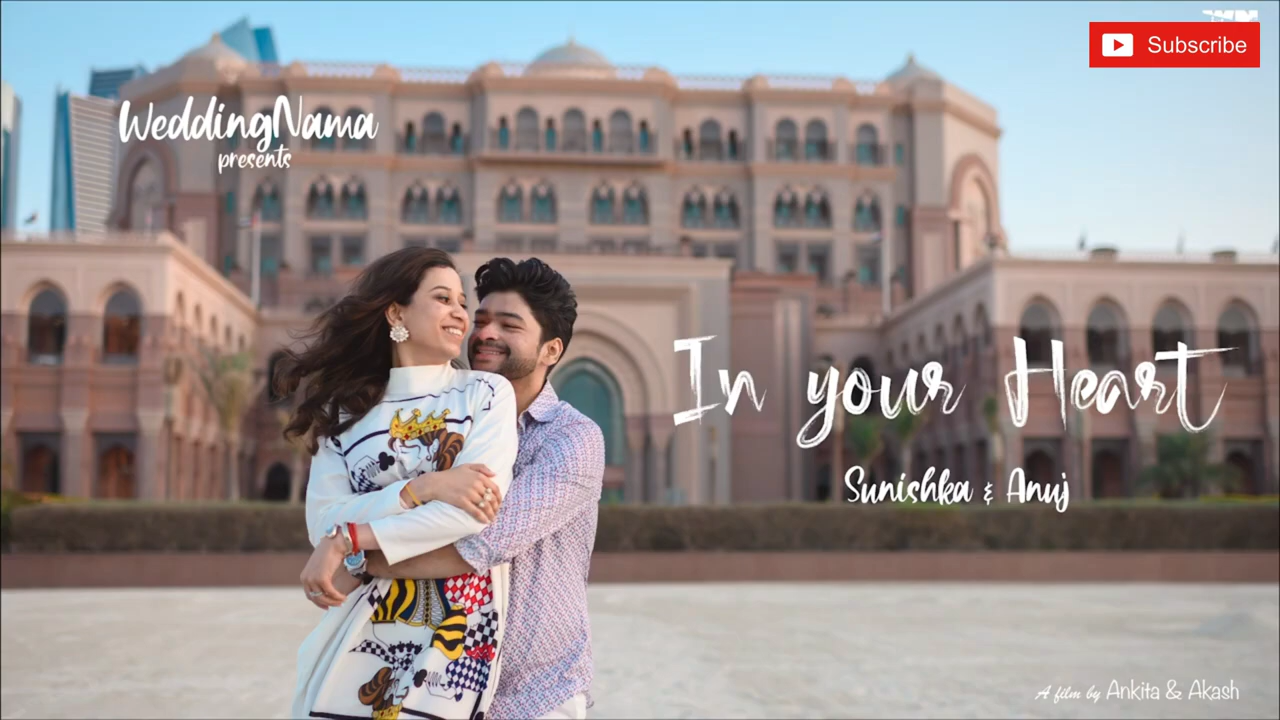 Subscribe
WeddingNama
presents
In your Heart
Sunishka & Anuj
A film by Ankita & Akash